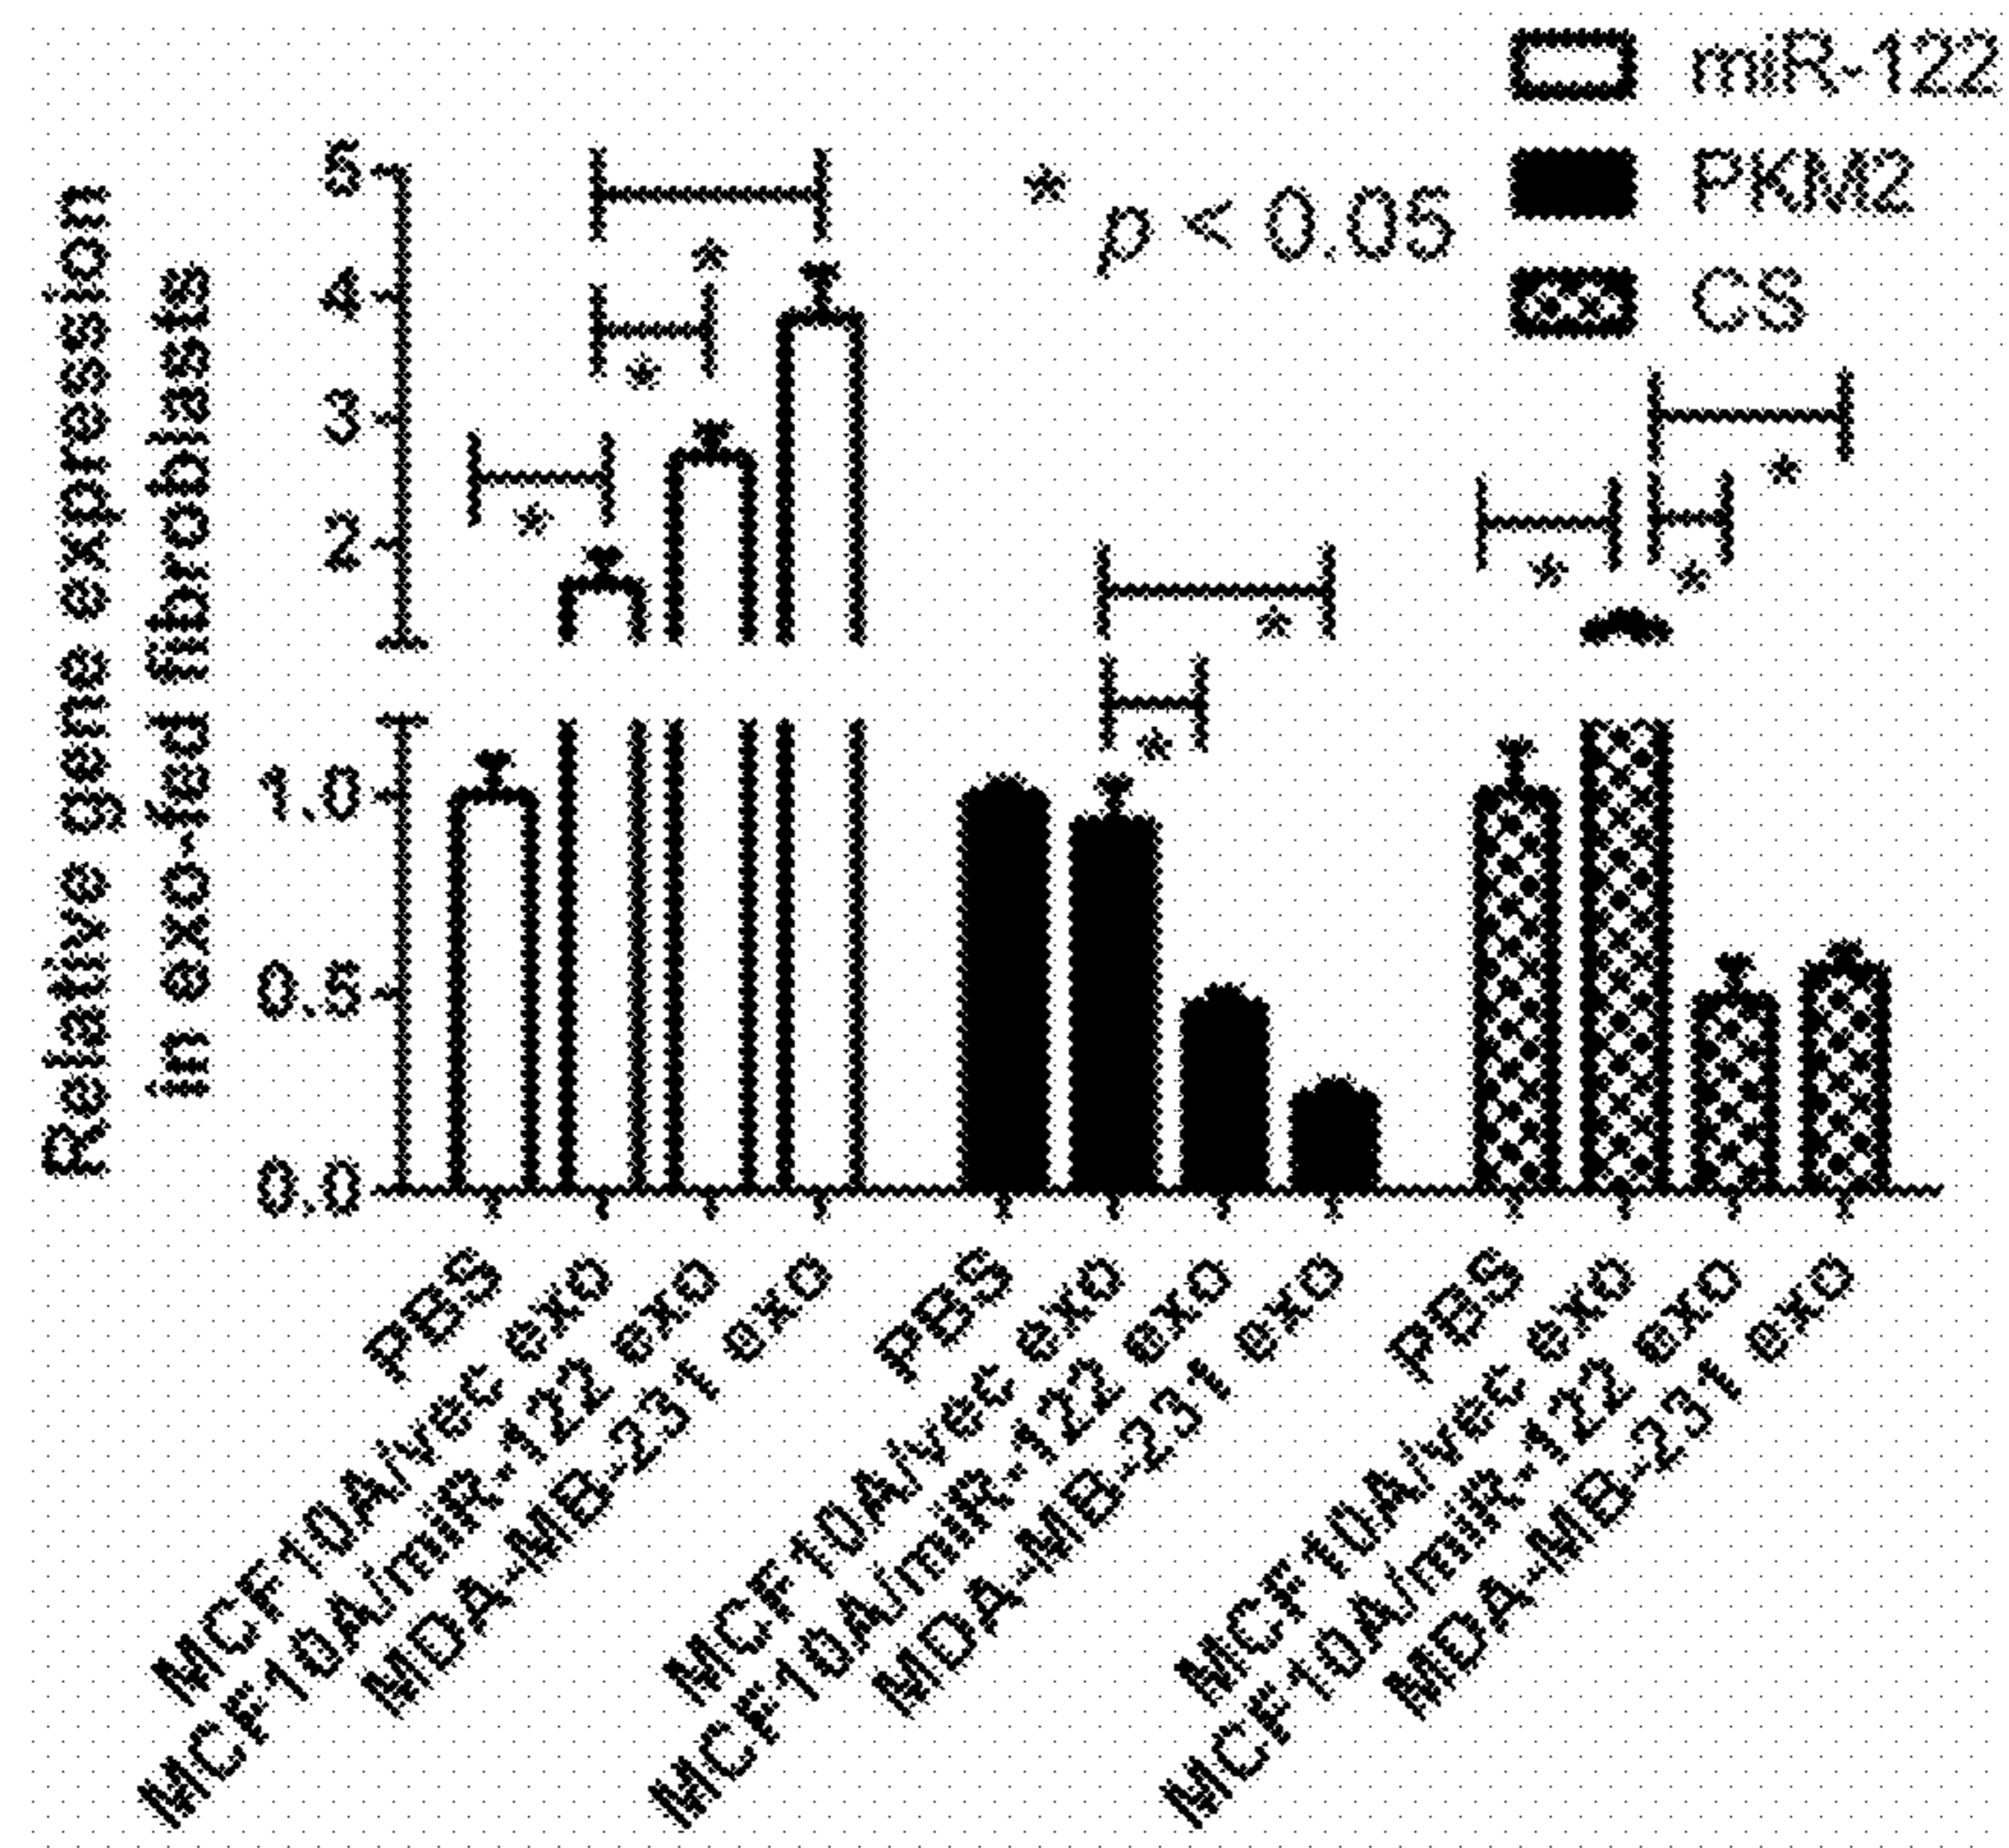 miR-122
PKM2
CS
* p < 0.05
Relative gene expression
in exo-fed fibroblasts
5
4
3
2
1.0
0.5
0.0
*
*
*
*
*
*
*
*
PBS
MCF10A/vec exo
MCF10A/miR-122 exo
MDA-MB-231 exo
PBS
MCF10A/vec exo
MCF10A/miR-122 exo
MDA-MB-231 exo
PBS
MCF10A/vec exo
MCF10A/miR-122 exo
MDA-MB-231 exo